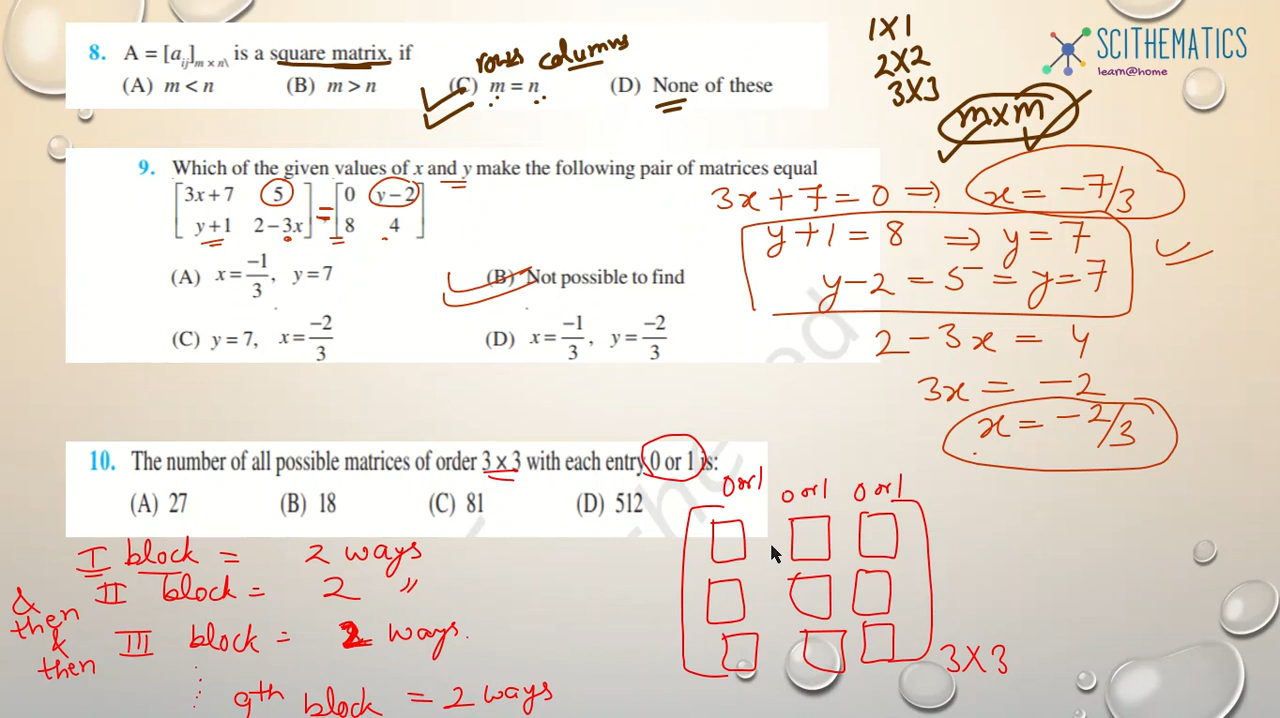 8. A = [aij]m × n\ is a square matrix, if
rows columns
(A) m < n (B) m > n (C) m = n (D) None of these
1X1
2X2
3X3
mxm
SCITHEMATICS
learn@home
9. Which of the given values of x and y make the following pair of matrices equal
[3x + 7 5] = [0 y − 2]
[y + 1 2 − 3x] [8 4]
(A) x = −1/3, y = 7 (B) Not possible to find
(C) y = 7, x = −2/3 (D) x = −1/3, y = −2/3
3x + 7 = 0 ⇒ x = −7/3
y + 1 = 8 ⇒ y = 7
y − 2 = 5 = y = 7
2 − 3x = 4
3x = −2
x = −2/3
10. The number of all possible matrices of order 3 × 3 with each entry 0 or 1 is:
(A) 27 (B) 18 (C) 81 (D) 512
0 or 1 0 or 1 0 or 1
3X3
I block = 2 ways
& then II block = 2 〃
& then III block = 2 ways.
9th block = 2 ways